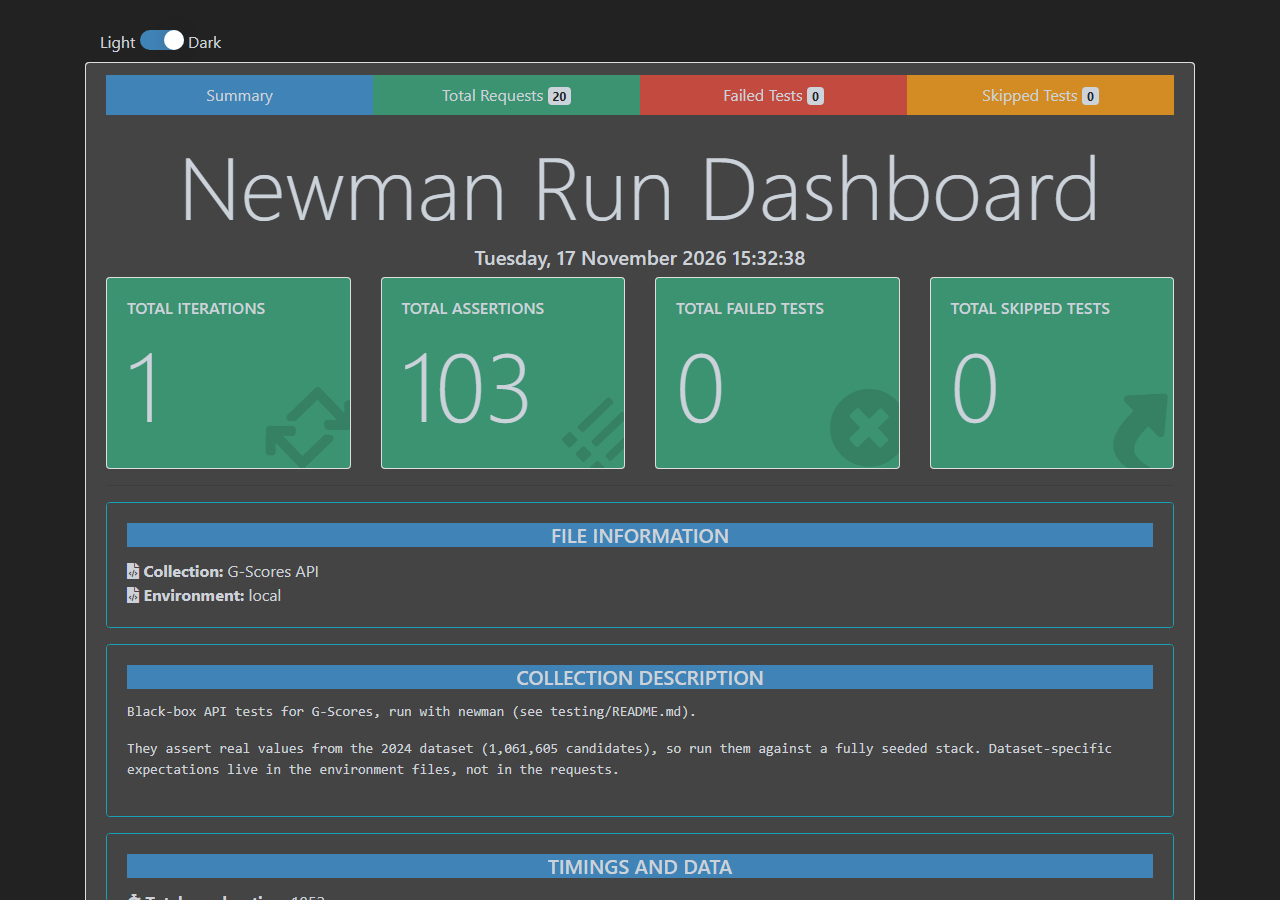 Light Dark
Summary Total Requests 20 Failed Tests 0 Skipped Tests 0
Newman Run Dashboard
Tuesday, 17 November 2026 15:32:38
TOTAL ITERATIONS TOTAL ASSERTIONS TOTAL FAILED TESTS TOTAL SKIPPED TESTS
1 103 0 0
FILE INFORMATION
Collection: G-Scores API
Environment: local
COLLECTION DESCRIPTION
Black-box API tests for G-Scores, run with newman (see testing/README.md).
They assert real values from the 2024 dataset (1,061,605 candidates), so run them against a fully seeded stack. Dataset-specific
expectations live in the environment files, not in the requests.
TIMINGS AND DATA